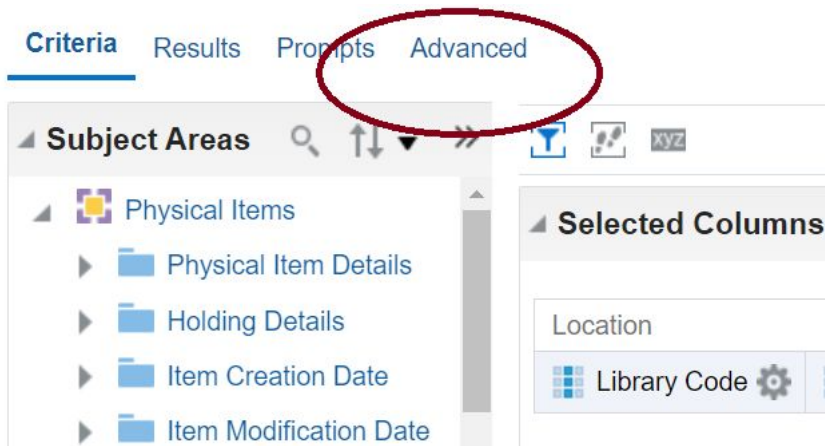 Criteria Results Prompts Advanced
Subject Areas
xyz
Physical Items
Selected Columns
Physical Item Details
Holding Details
Location
Item Creation Date
Library Code
Item Modification Date